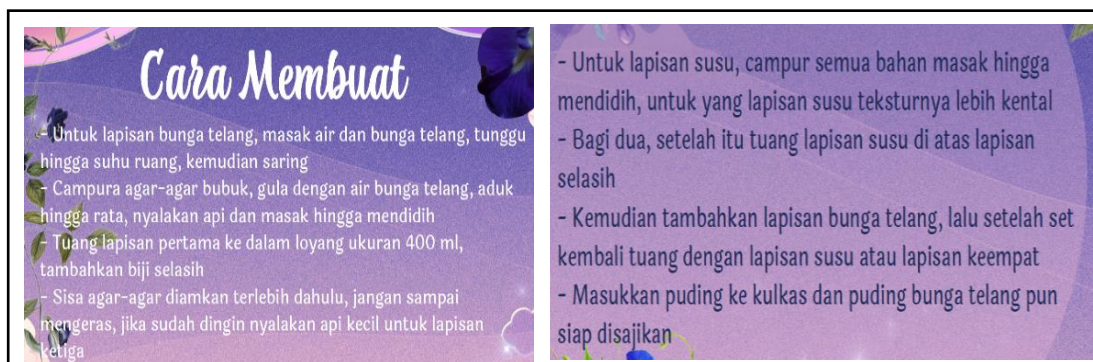 Cara Membuat
- Untuk lapisan bunga telang, masak air dan bunga telang, tunggu
hingga suhu ruang, kemudian saring
- Campura agar-agar bubuk, gula dengan air bunga telang, aduk
hingga rata, nyalakan api dan masak hingga mendidih
- Tuang lapisan pertama ke dalam loyang ukuran 400 ml,
tambahkan biji selasih
- Sisa agar-agar diamkan terlebih dahulu, jangan sampai
mengeras, jika sudah dingin nyalakan api kecil untuk lapisan
ketiga
- Untuk lapisan susu, campur semua bahan masak hingga
mendidih, untuk yang lapisan susu teksturnya lebih kental
- Bagi dua, setelah itu tuang lapisan susu di atas lapisan
selasih
- Kemudian tambahkan lapisan bunga telang, lalu setelah set
kembali tuang dengan lapisan susu atau lapisan keempat
- Masukkan puding ke kulkas dan puding bunga telang pun
siap disajikan